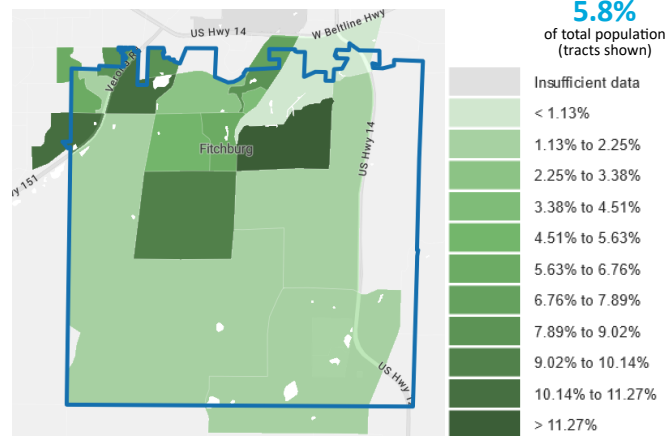 5.8%
of total population
(tracts shown)
US Hwy 14
W Beltline Hwy
Verona R
Fitchburg
US Hwy 14
vy 151
US Hwy 1
Insufficient data
< 1.13%
1.13% to 2.25%
2.25% to 3.38%
3.38% to 4.51%
4.51% to 5.63%
5.63% to 6.76%
6.76% to 7.89%
7.89% to 9.02%
9.02% to 10.14%
10.14% to 11.27%
> 11.27%